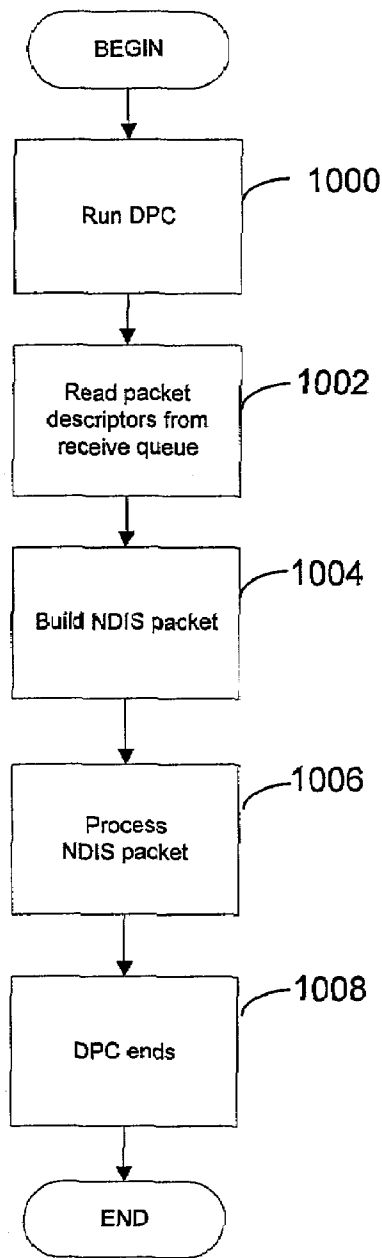 BEGIN
Run DPC
1000
Read packet
descriptors from
receive queue
1002
Build NDIS packet
1004
Process
NDIS packet
1006
DPC ends
1008
END